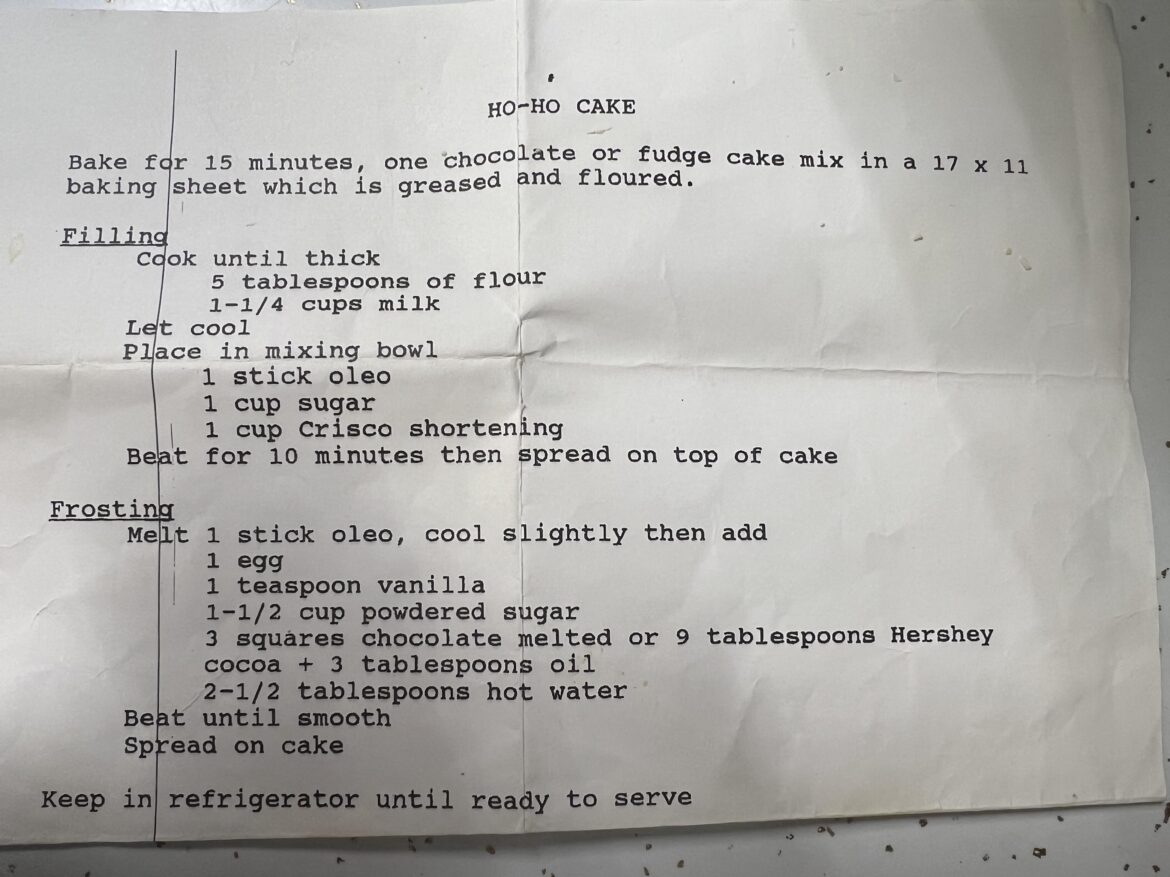 HO-HO CAKE
Bake for 15 minutes, one chocolate or fudge cake mix in a 17 x 11
baking sheet which is greased and floured.
Filling
Cook until thick
5 tablespoons of flour
1-1/4 cups milk
Let cool
Place in mixing bowl
1 stick oleo
1 cup sugar
1 cup Crisco shortening
Beat for 10 minutes then spread on top of cake
Frosting
Melt 1 stick oleo, cool slightly then add
1 egg
1 teaspoon vanilla
1-1/2 cup powdered sugar
3 squares chocolate melted or 9 tablespoons Hershey
cocoa + 3 tablespoons oil
2-1/2 tablespoons hot water
Beat until smooth
Spread on cake
Keep in refrigerator until ready to serve